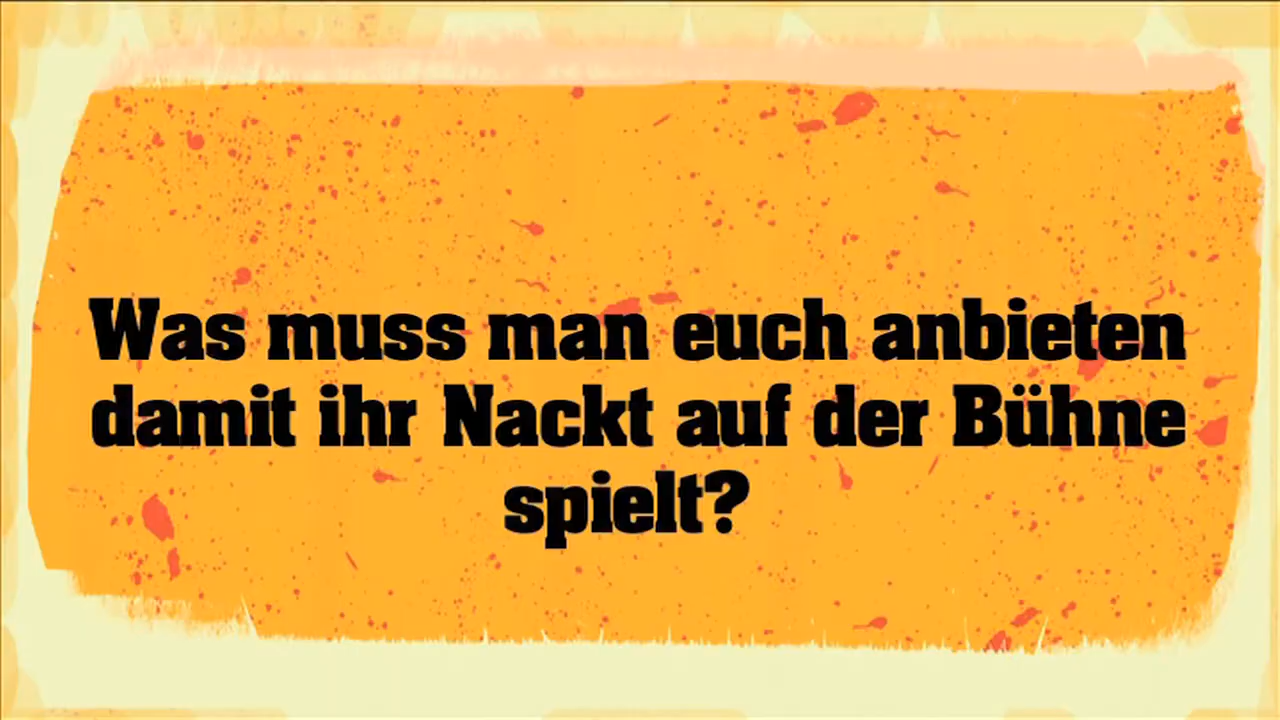 Was muss man euch anbieten
damit ihr Nackt auf der Bühne
spielt?